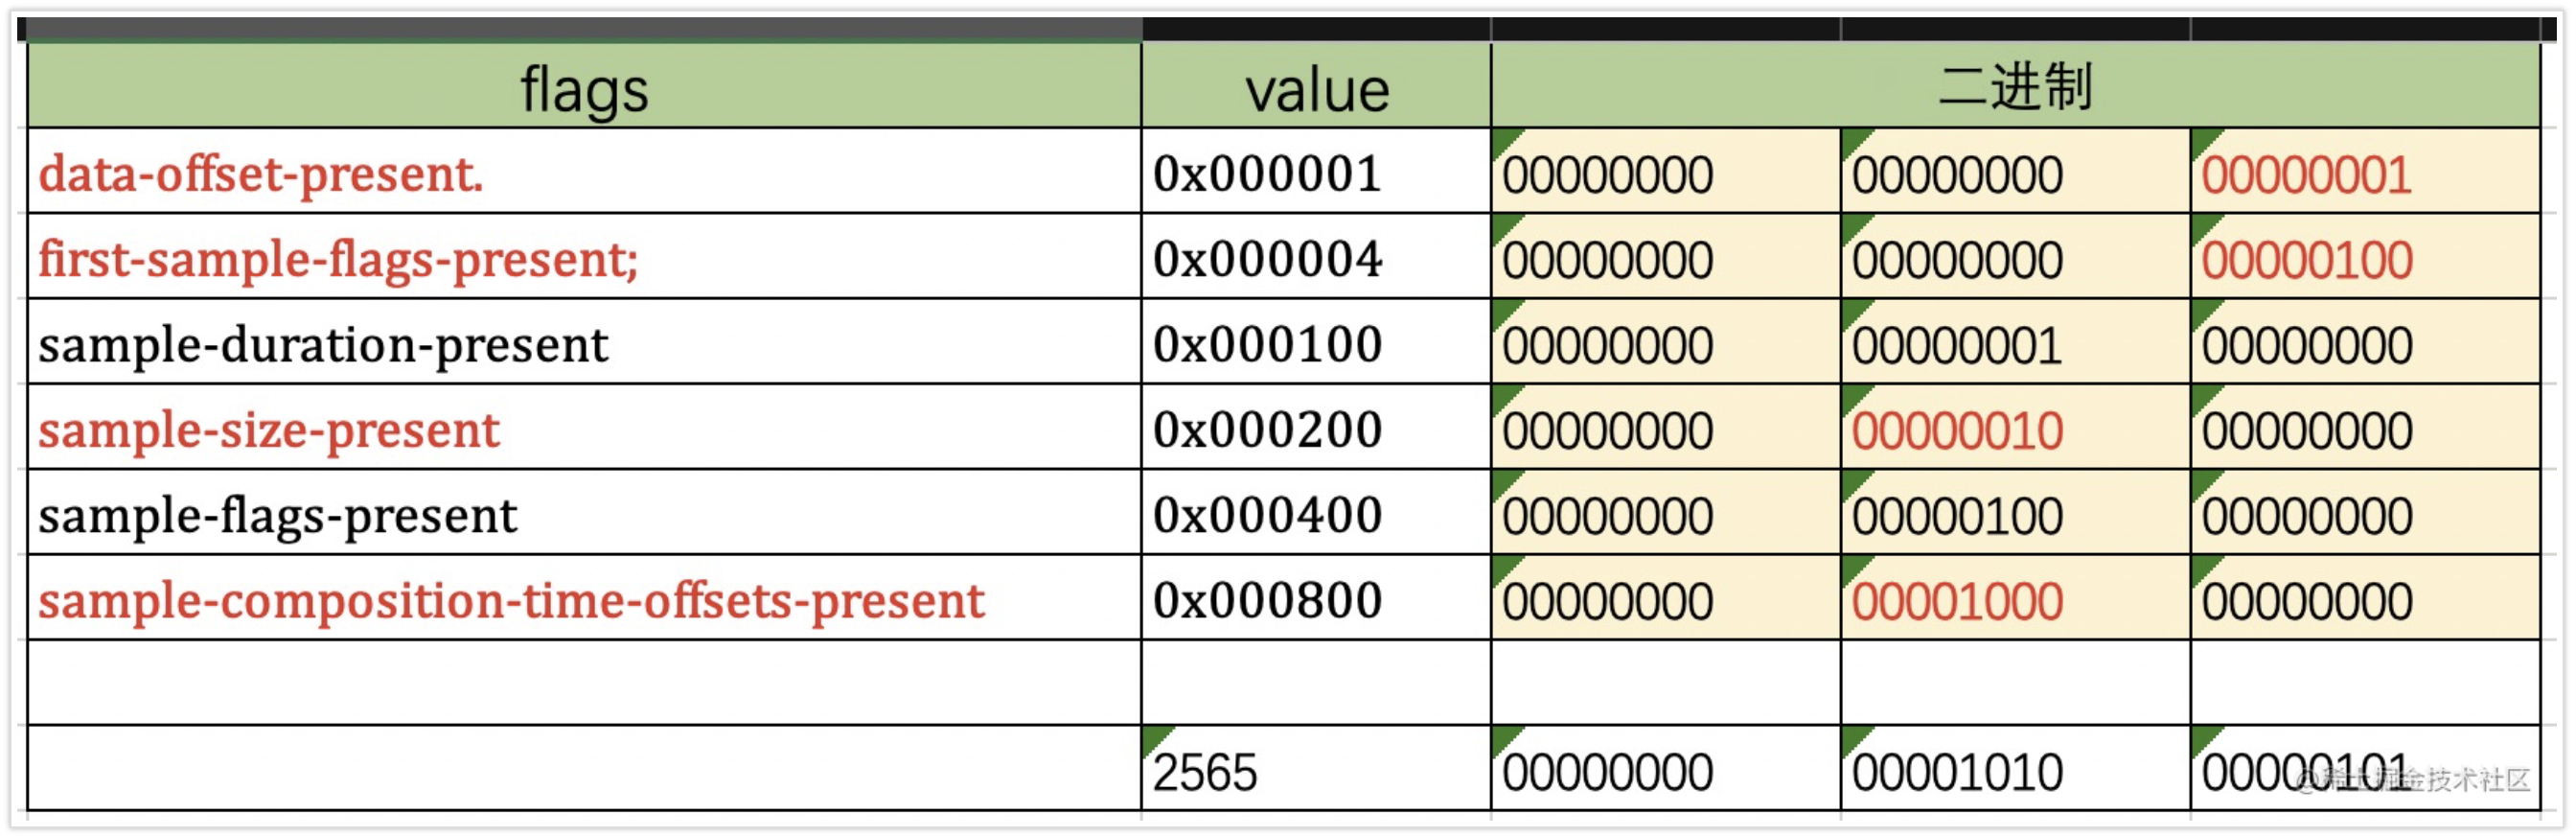 flags value 二进制
data-offset-present. 0x000001 00000000 00000000 00000001
first-sample-flags-present; 0x000004 00000000 00000000 00000100
sample-duration-present 0x000100 00000000 00000001 00000000
sample-size-present 0x000200 00000000 00000010 00000000
sample-flags-present 0x000400 00000000 00000100 00000000
sample-composition-time-offsets-present 0x000800 00000000 00001000 00000000
2565 00000000 00001010 00000101
@稀土掘金技术社区